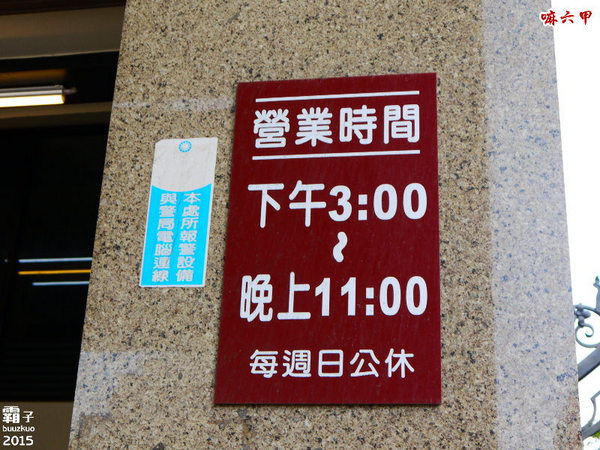 嘛六甲
營業時間
下午3:00
~
晚上11:00
每週日公休
本處所報警設備
與警局電腦連線
霸子
buuzkuo
2015